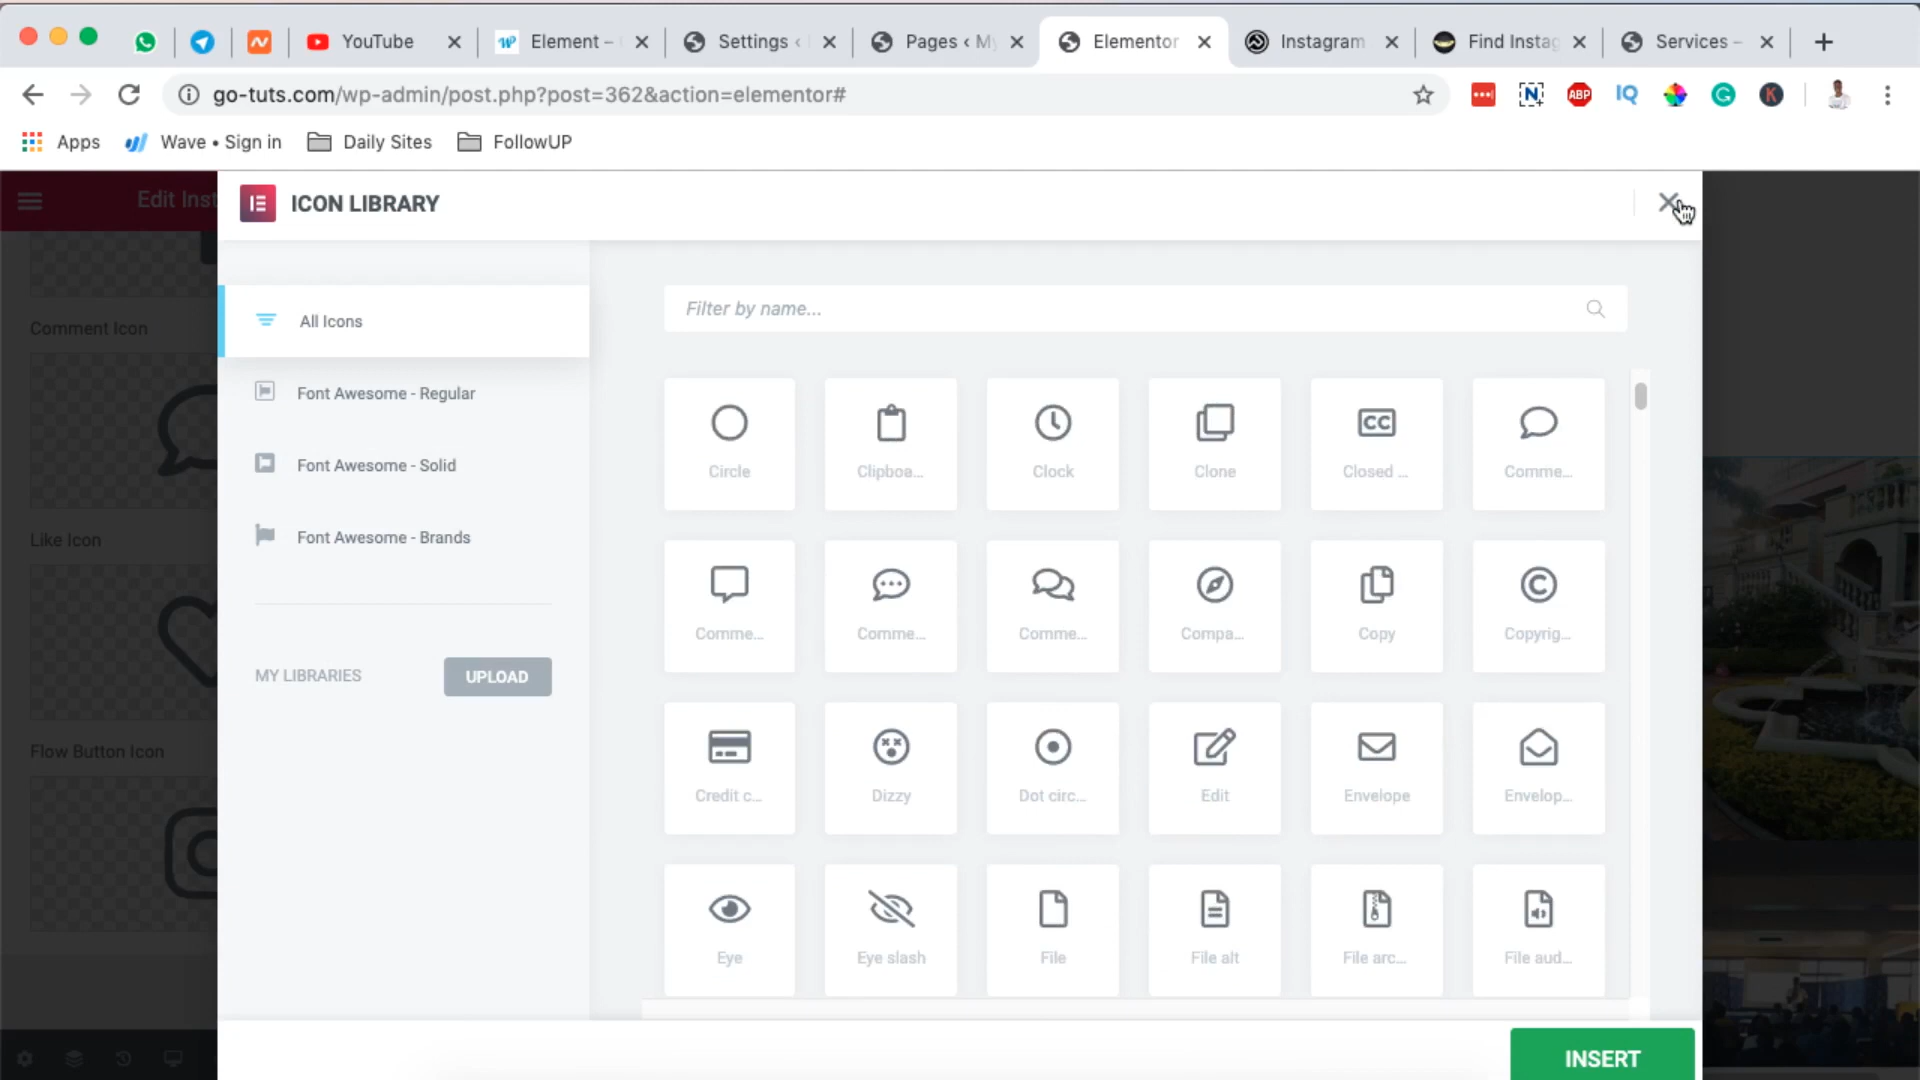 YouTube
Element –
Settings ‹
Pages ‹ My
Elementor
Instagram
Find Instag
Services –
go-tuts.com/wp-admin/post.php?post=362&action=elementor#
ABP
IQ
Apps
Wave • Sign in
Daily Sites
FollowUP
Edit Inst
ICON LIBRARY
Comment Icon
Like Icon
Flow Button Icon
All Icons
Font Awesome - Regular
Font Awesome - Solid
Font Awesome - Brands
MY LIBRARIES
UPLOAD
Filter by name...
Circle
Clipboa...
Clock
Clone
Closed ...
Comme...
Comme...
Comme...
Comme...
Compa...
Copy
Copyrig...
Credit c...
Dizzy
Dot circ...
Edit
Envelope
Envelop...
Eye
Eye slash
File
File alt
File arc...
File aud...
INSERT